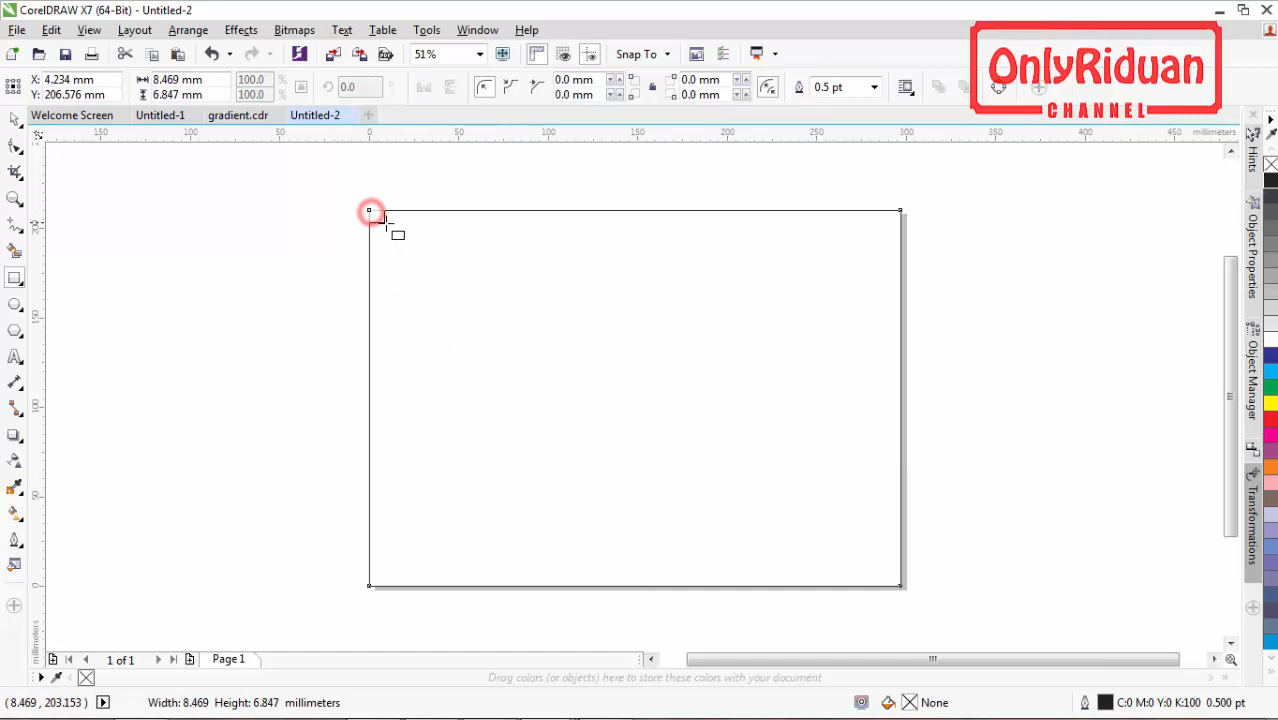 CorelDRAW X7 (64-Bit) - Untitled-2
File Edit View Layout Arrange Effects Bitmaps Text Table Tools Window Help
51% Snap To
OnlyRiduan
CHANNEL
X: 4.234 mm 8.469 mm 100.0 % 0.0 0.0 mm 0.0 mm 0.5 pt
Y: 206.576 mm 6.847 mm 100.0 % 0.0 mm 0.0 mm
Welcome Screen Untitled-1 gradient.cdr Untitled-2
150 100 50 0 50 100 150 200 250 300 350 400 450 millimeters
200
150
100
50
0
millimeters
Hints
Object Properties
Object Manager
Transformations
1 of 1 Page 1
Drag colors (or objects) here to store these colors with your document
(8.469 , 203.153) Width: 8.469 Height: 6.847 millimeters None C:0 M:0 Y:0 K:100 0.500 pt